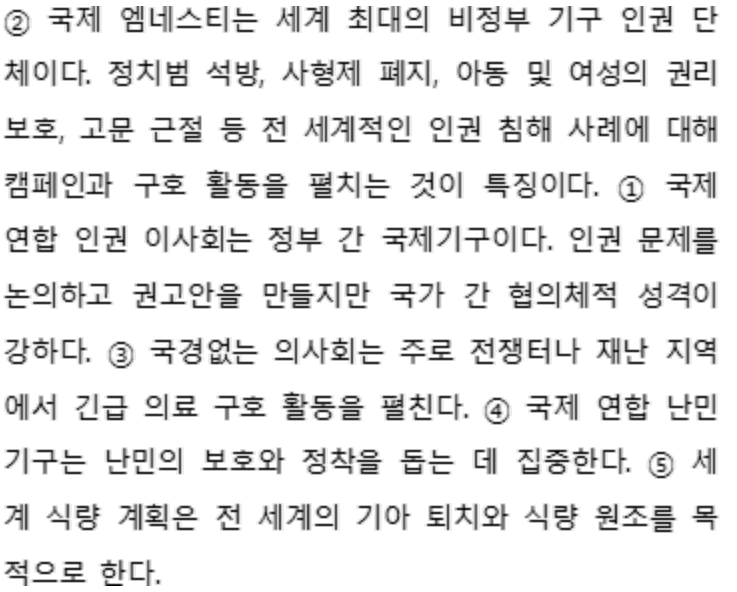 ② 국제 엠네스티는 세계 최대의 비정부 기구 인권 단
체이다. 정치범 석방, 사형제 폐지, 아동 및 여성의 권리
보호, 고문 근절 등 전 세계적인 인권 침해 사례에 대해
캠페인과 구호 활동을 펼치는 것이 특징이다. ① 국제
연합 인권 이사회는 정부 간 국제기구이다. 인권 문제를
논의하고 권고안을 만들지만 국가 간 협의체적 성격이
강하다. ③ 국경없는 의사회는 주로 전쟁터나 재난 지역
에서 긴급 의료 구호 활동을 펼친다. ④ 국제 연합 난민
기구는 난민의 보호와 정착을 돕는 데 집중한다. ⑤ 세
계 식량 계획은 전 세계의 기아 퇴치와 식량 원조를 목
적으로 한다.